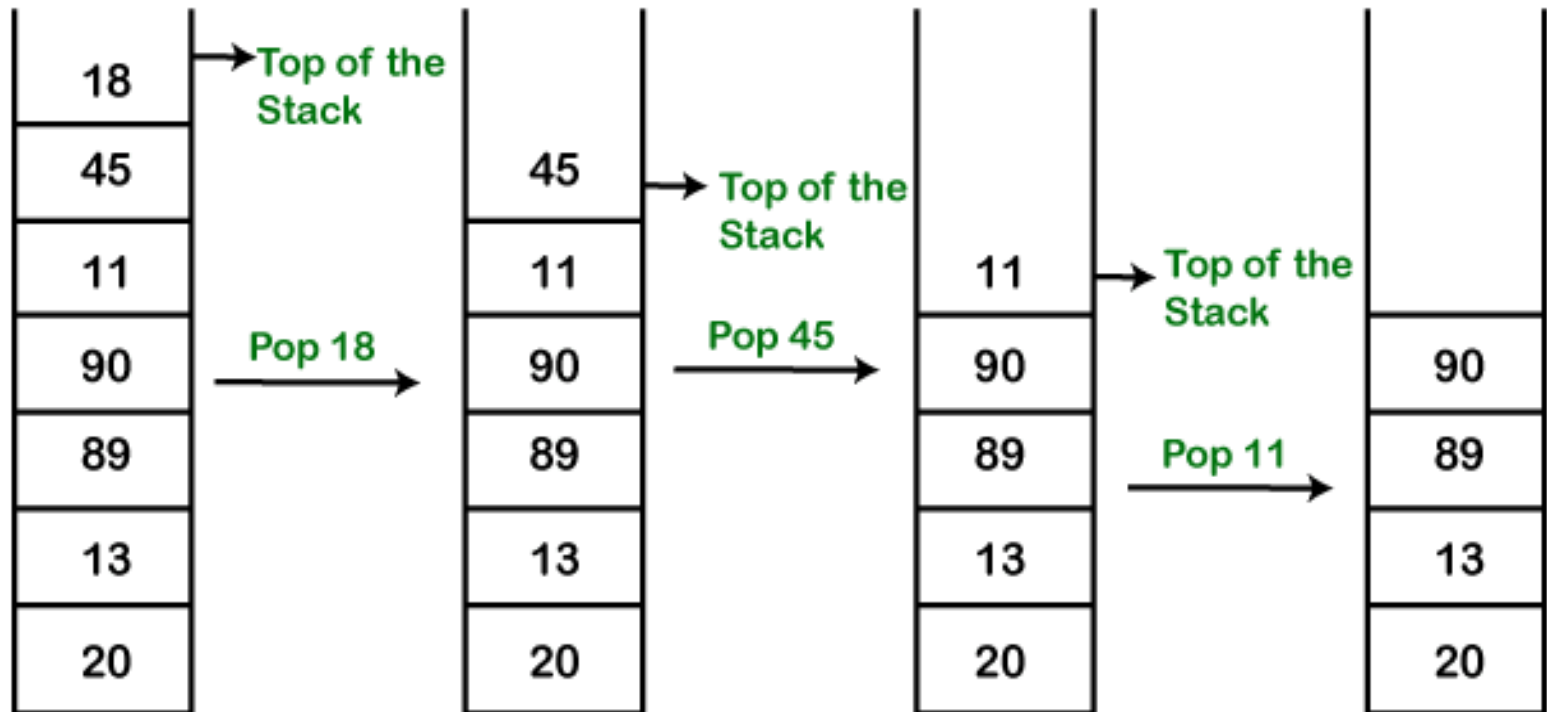 18
45
11
90
89
13
20
Top of the
Stack
Pop 18
45
11
90
89
13
20
Top of the
Stack
Pop 45
11
90
89
13
20
Top of the
Stack
Pop 11
90
89
13
20